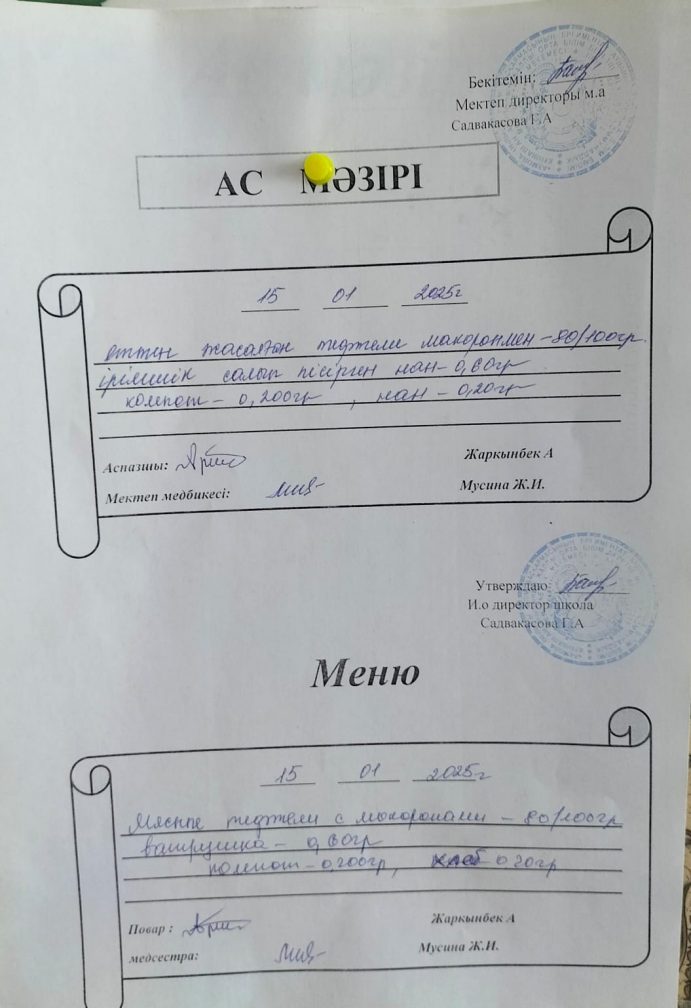 Бекітемін:
Мектеп директоры м.а
Садвакасова Г.А
АС МӘЗІРІ
15 01 2025г
еттен жасалған тефтели макаронмен - 80/100гр.
ірімшік салып пісірген нан - 0,60гр
компот - 0,200гр, нан - 0,20гр
Аспазшы: Жаркынбек А
Мектеп медбикесі: Мусина Ж.И.
Утверждаю
И.о директор школа
Садвакасова Г.А
Меню
15 01 2025г
Мясные тефтели с макоронами - 80/100гр
ватрушка - 0,60гр
компот - 0,200гр, хлеб 0.20гр
Повар : Жаркынбек А
медсестра: Мусина Ж.И.